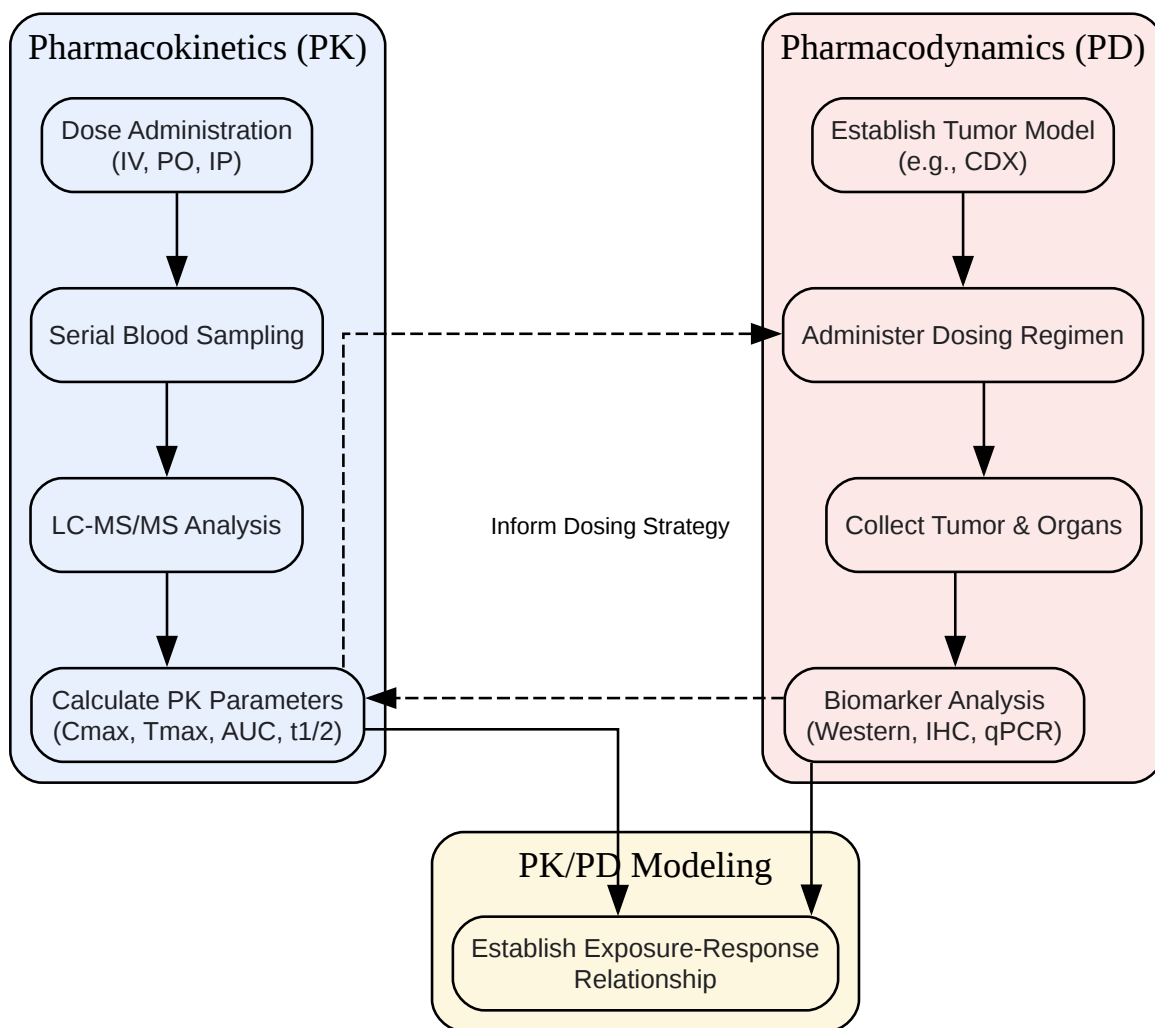 Pharmacokinetics (PK)
Dose Administration
(IV, PO, IP)
Serial Blood Sampling
LC-MS/MS Analysis
Calculate PK Parameters
(Cmax, Tmax, AUC, t1/2)
Inform Dosing Strategy
Pharmacodynamics (PD)
Establish Tumor Model
(e.g., CDX)
Administer Dosing Regimen
Collect Tumor & Organs
Biomarker Analysis
(Western, IHC, qPCR)
PK/PD Modeling
Establish Exposure-Response
Relationship